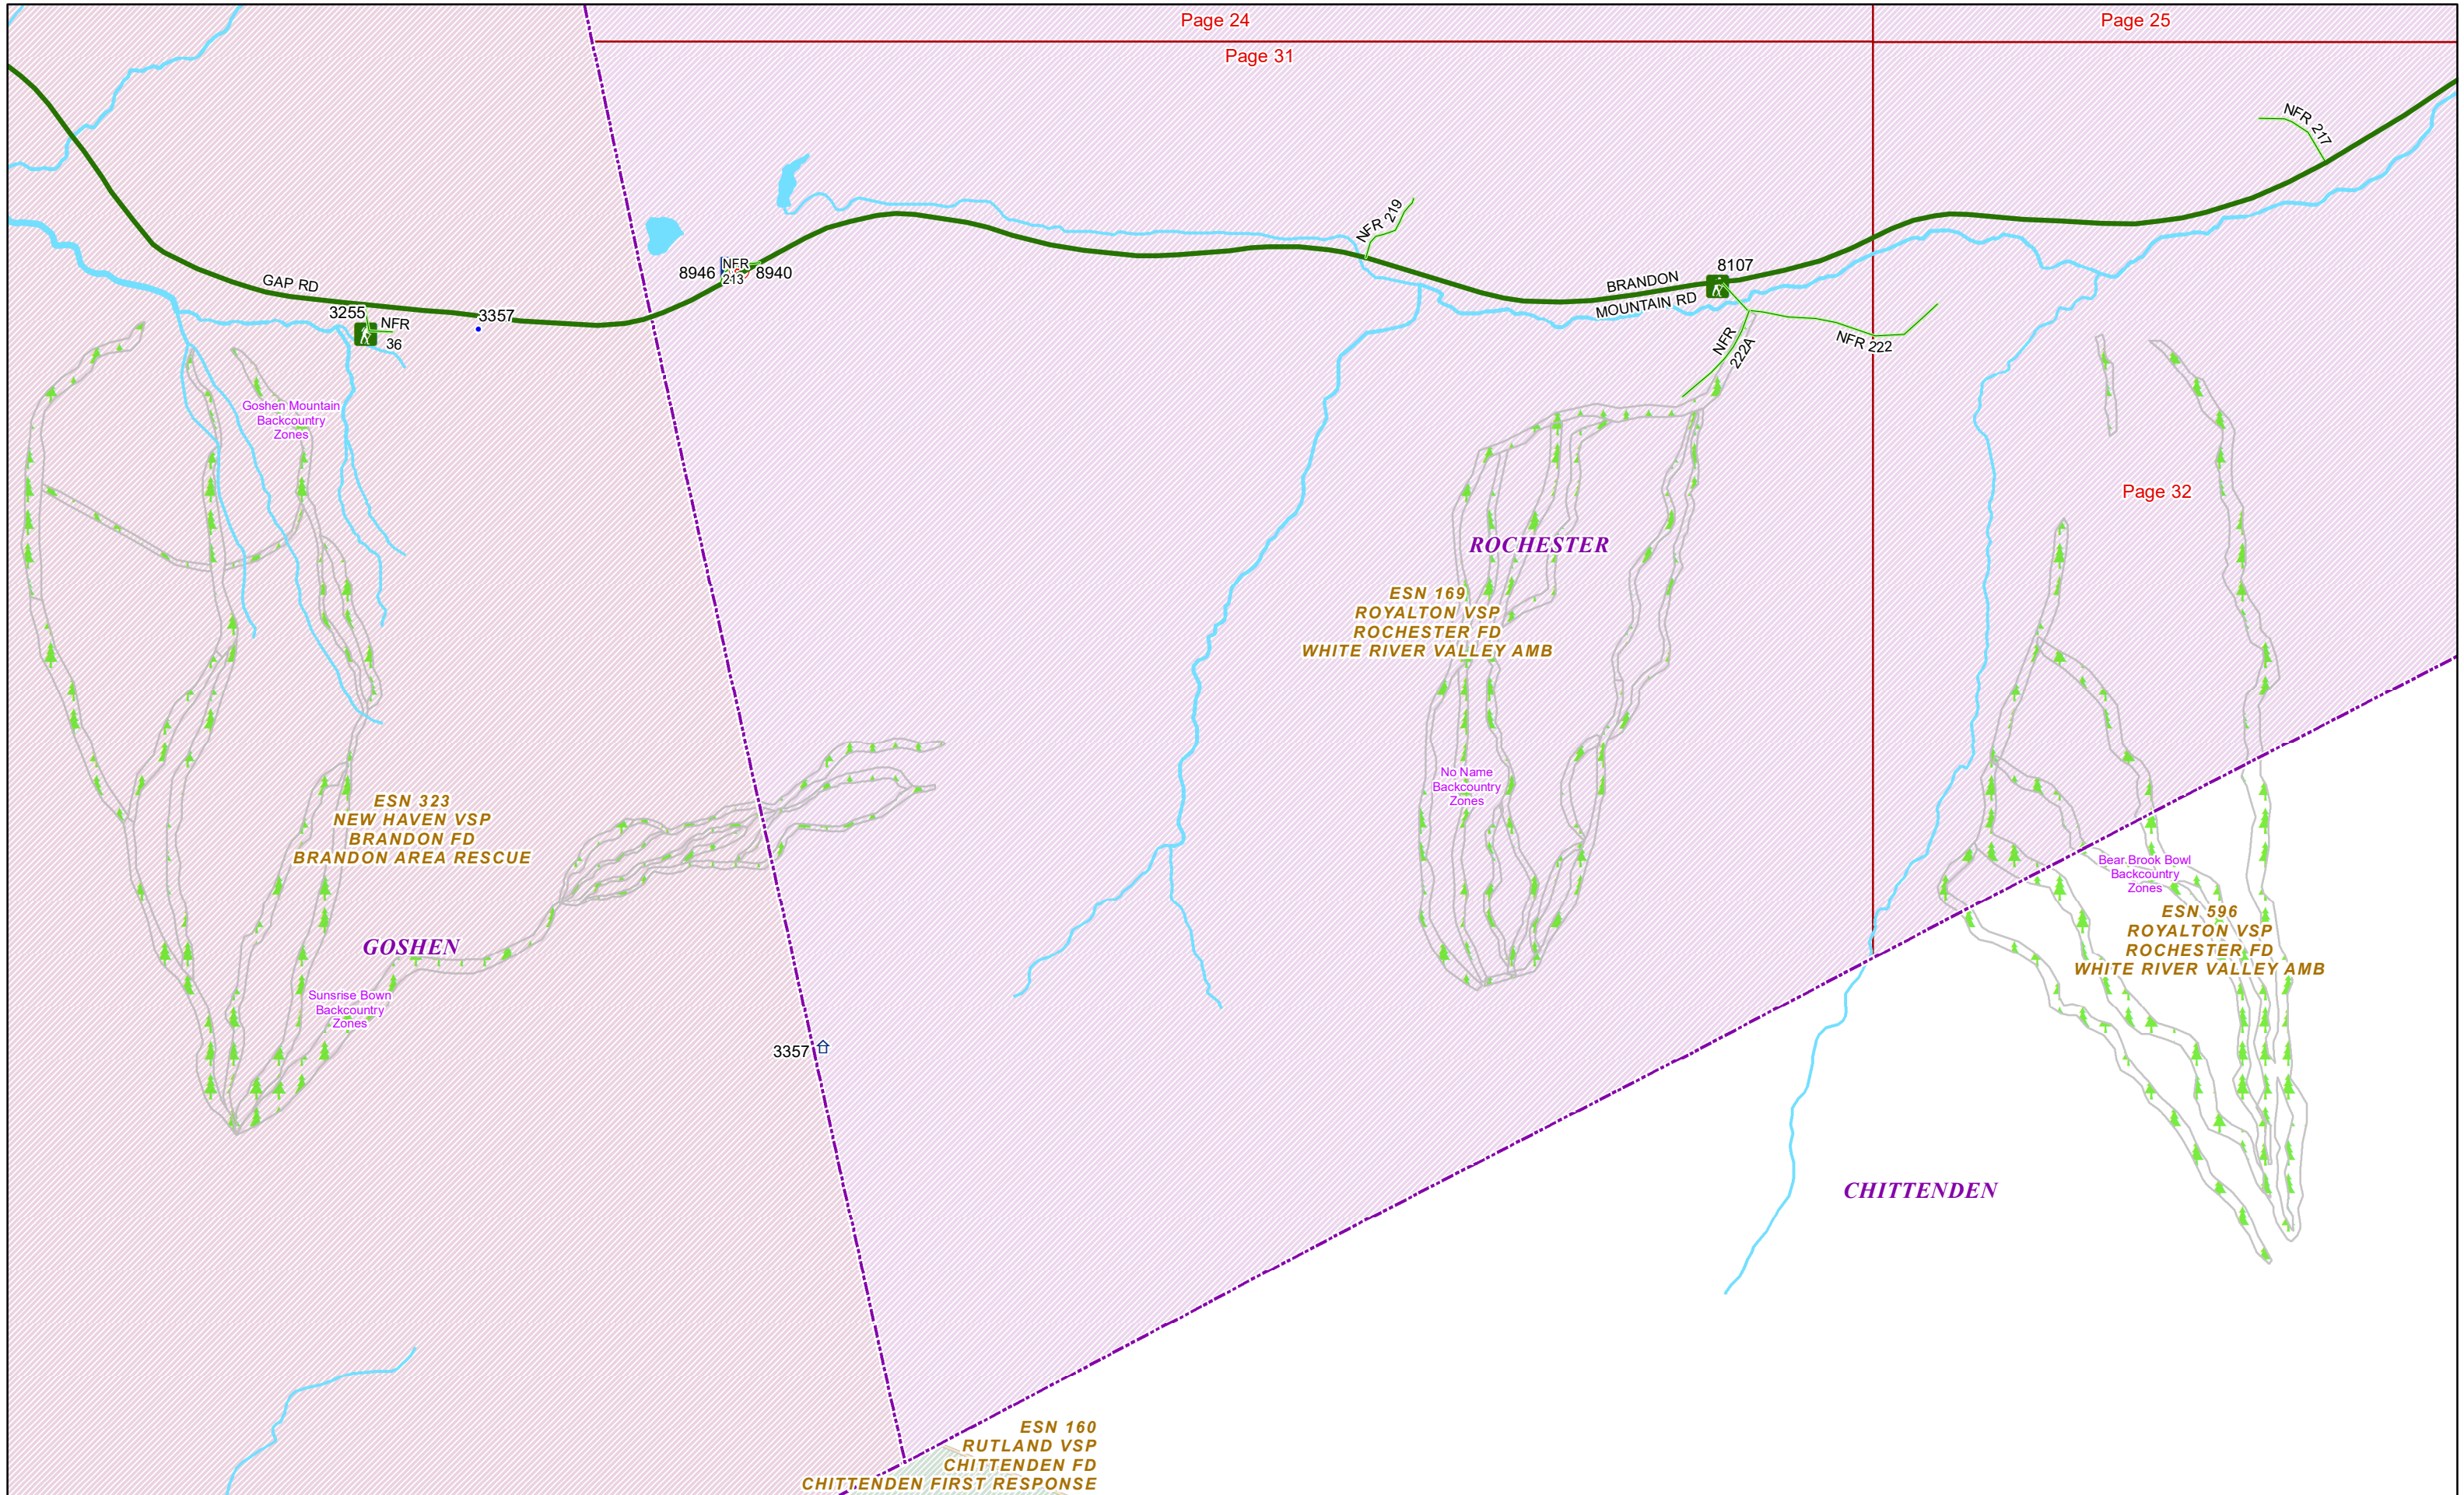 Page 24
Page 25
Page 31
NFR 217
NFR 219
8946
NFR
213
8940
8107
GAP RD
BRANDON
MOUNTAIN RD
3255
NFR
36
3357
NFR
222A
NFR 222
Goshen Mountain
Backcountry
Zones
Page 32
ROCHESTER
ESN 169
ROYALTON VSP
ROCHESTER FD
WHITE RIVER VALLEY AMB
No Name
Backcountry
Zones
ESN 323
NEW HAVEN VSP
BRANDON FD
BRANDON AREA RESCUE
Bear Brook Bowl
Backcountry
Zones
ESN 596
ROYALTON VSP
ROCHESTER FD
WHITE RIVER VALLEY AMB
GOSHEN
Sunsrise Bown
Backcountry
Zones
3357
CHITTENDEN
ESN 160
RUTLAND VSP
CHITTENDEN FD
CHITTENDEN FIRST RESPONSE